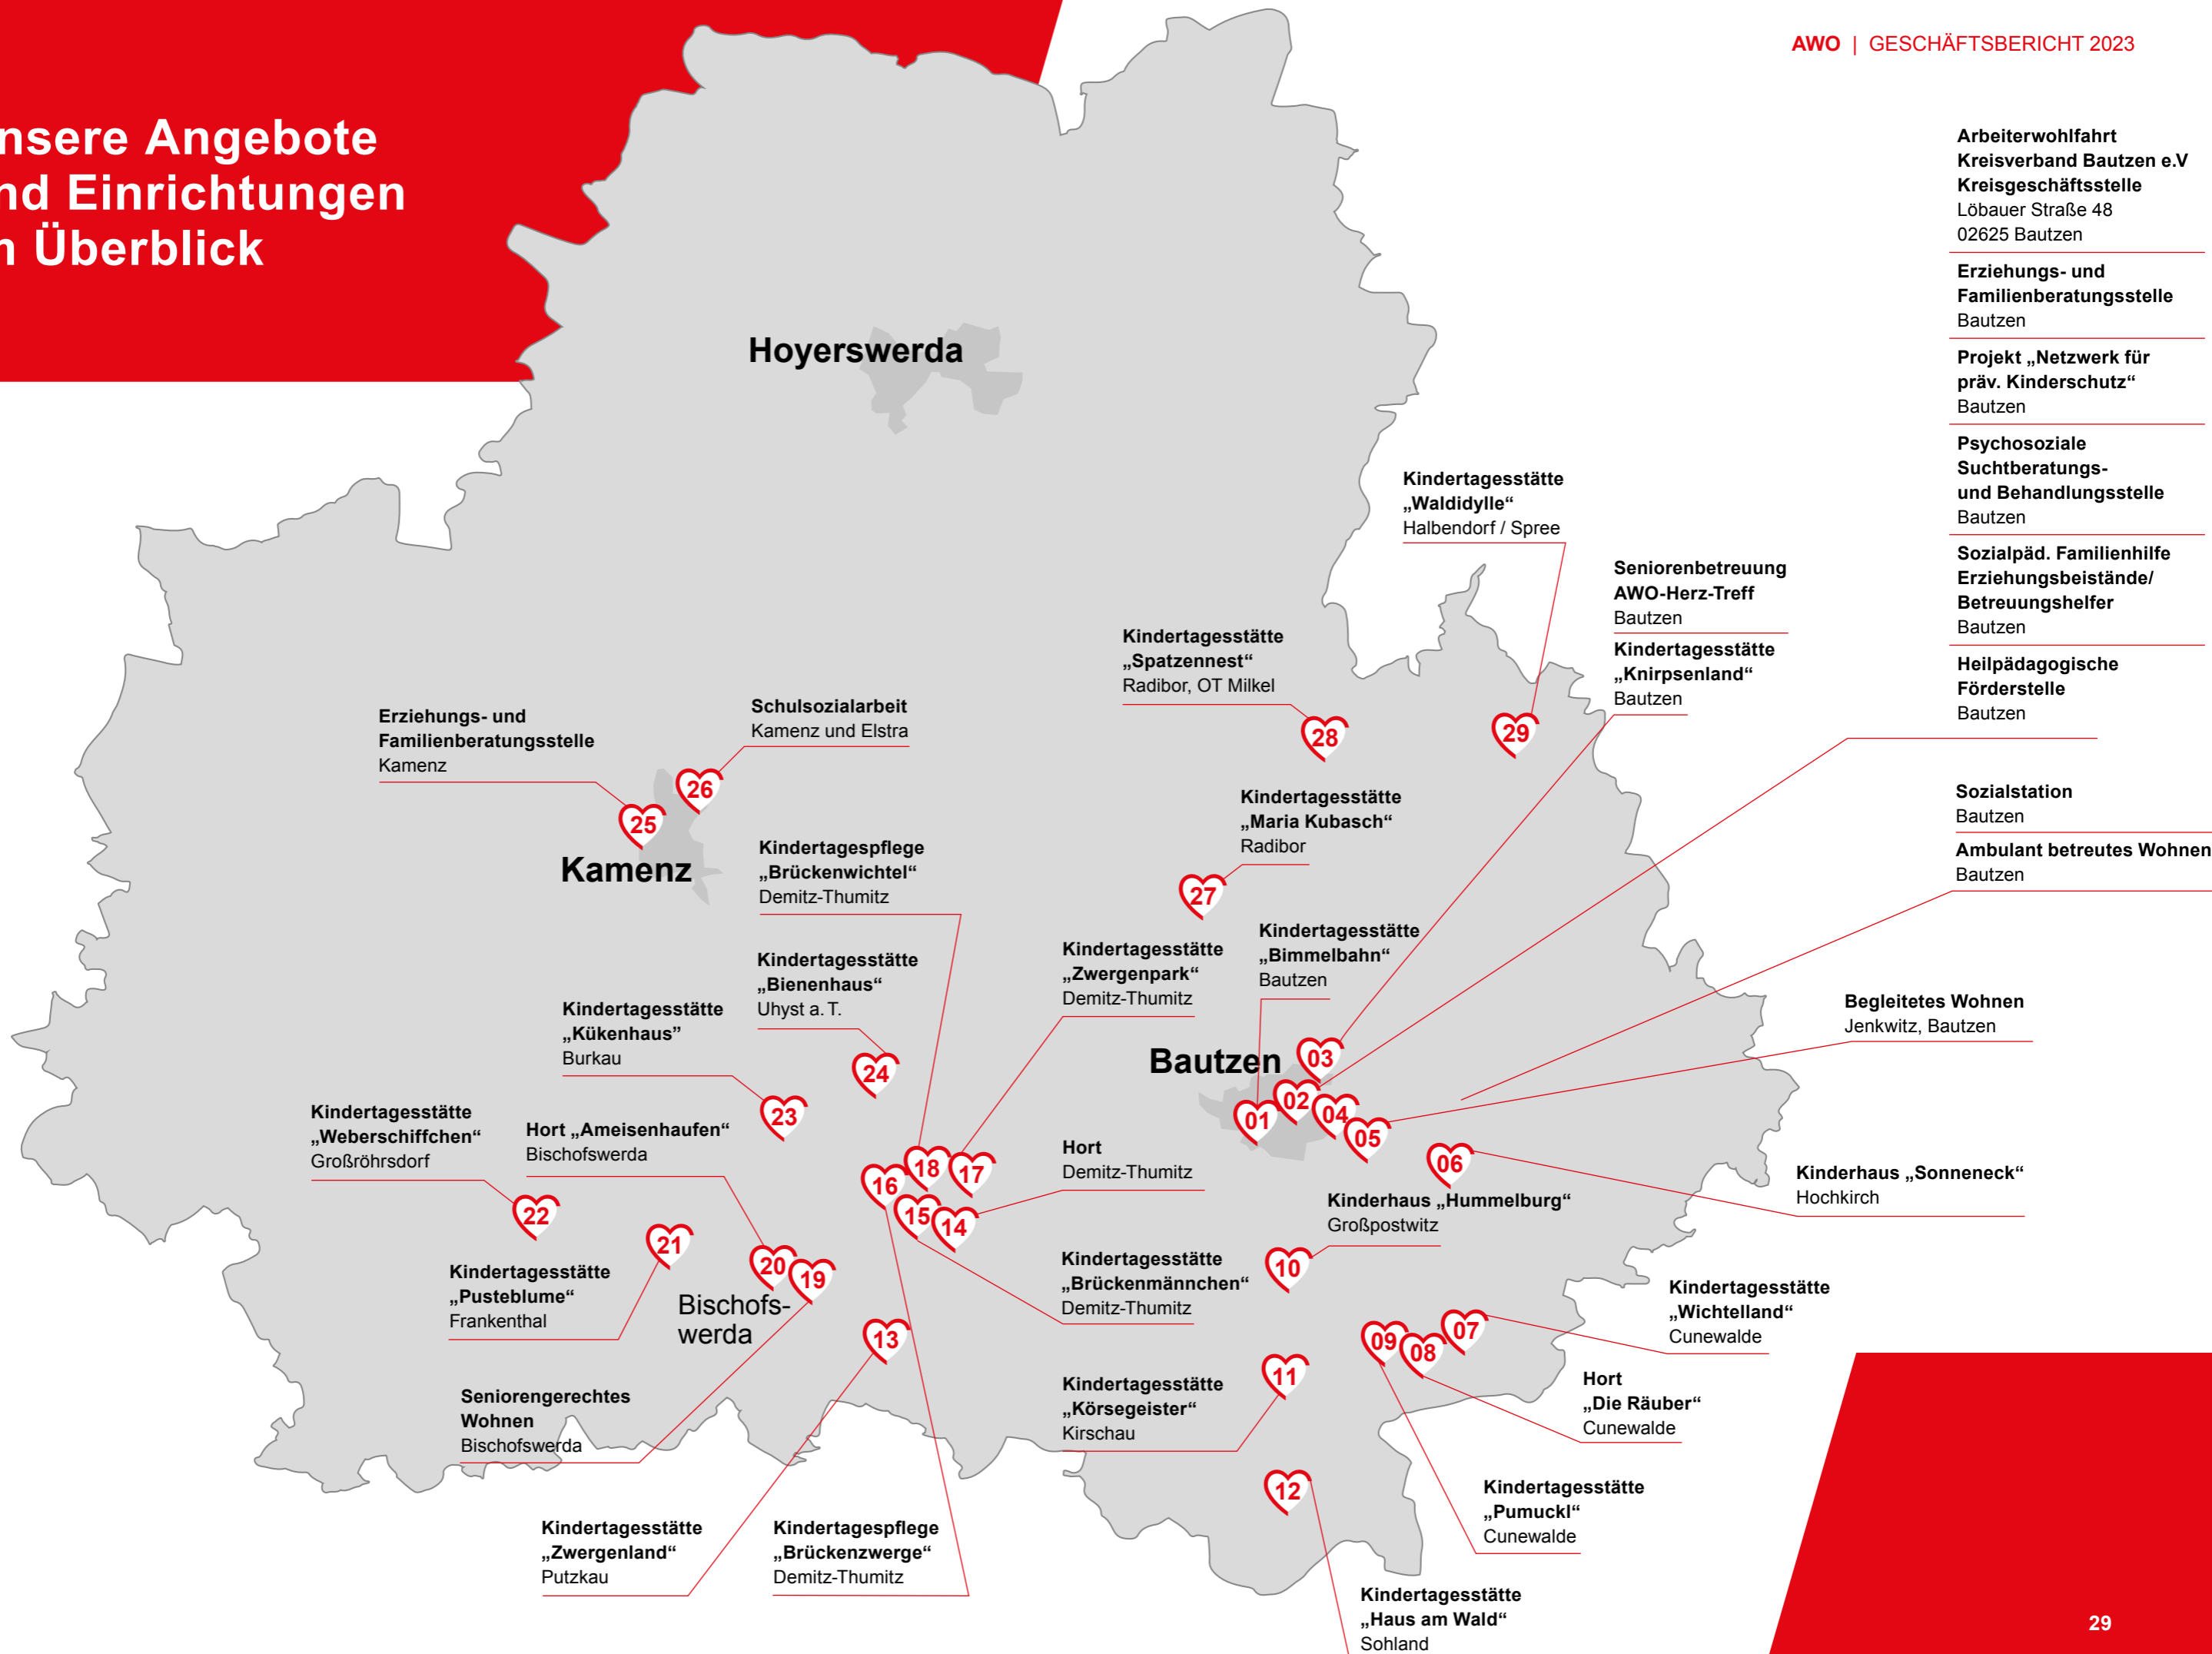 AWO | GESCHÄFTSBERICHT 2023
nsere Angebote
nd Einrichtungen
Überblick
Arbeiterwohlfahrt
Kreisverband Bautzen e.V
Kreisgeschäftsstelle
Löbauer Straße 48
02625 Bautzen
Erziehungs- und
Familienberatungsstelle
Bautzen
Projekt „Netzwerk für
präv. Kinderschutz“
Bautzen
Psychosoziale
Suchtberatungs-
und Behandlungsstelle
Bautzen
Sozialpäd. Familienhilfe
Erziehungsbeistände/
Betreuungshelfer
Bautzen
Heilpädagogische
Förderstelle
Bautzen
Sozialstation
Bautzen
Ambulant betreutes Wohnen
Bautzen
Begleitetes Wohnen
Jenkwitz, Bautzen
Kinderhaus „Sonneneck“
Hochkirch
Hoyerswerda
Kindertagesstätte
„Waldidylle“
Halbendorf / Spree
Seniorenbetreuung
AWO-Herz-Treff
Bautzen
Kindertagesstätte
„Knirpsenland“
Bautzen
Kindertagesstätte
„Spatzennest“
Radibor, OT Milkel
28
29
Schulsozialarbeit
Kamenz und Elstra
Erziehungs- und
Familienberatungsstelle
Kamenz
26
25
Kamenz
Kindertagesstätte
„Maria Kubasch“
Radibor
27
Kindertagespflege
„Brückenwichtel“
Demitz-Thumitz
Kindertagesstätte
„Bimmelbahn“
Bautzen
Kindertagesstätte
„Zwergenpark“
Demitz-Thumitz
Kindertagesstätte
„Bienenhaus“
Uhyst a. T.
Kindertagesstätte
„Kükenhaus”
Burkau
24
23
Bautzen
03
02
01
04
05
06
Kindertagesstätte
„Weberschiffchen“
Großröhrsdorf
Hort „Ameisenhaufen“
Bischofswerda
18
17
16
15
14
Hort
Demitz-Thumitz
Kinderhaus „Hummelburg“
Großpostwitz
22
21
20
19
10
Kindertagesstätte
„Pusteblume“
Frankenthal
Bischofs-
werda
Kindertagesstätte
„Brückenmännchen“
Demitz-Thumitz
Kindertagesstätte
„Wichtelland“
Cunewalde
13
09
08
07
11
Kindertagesstätte
„Körsegeister“
Kirschau
Hort
„Die Räuber“
Cunewalde
Seniorengerechtes
Wohnen
Bischofswerda
12
Kindertagesstätte
„Pumuckl“
Cunewalde
Kindertagesstätte
„Zwergenland“
Putzkau
Kindertagespflege
„Brückenzwerge“
Demitz-Thumitz
Kindertagesstätte
„Haus am Wald“
Sohland
29